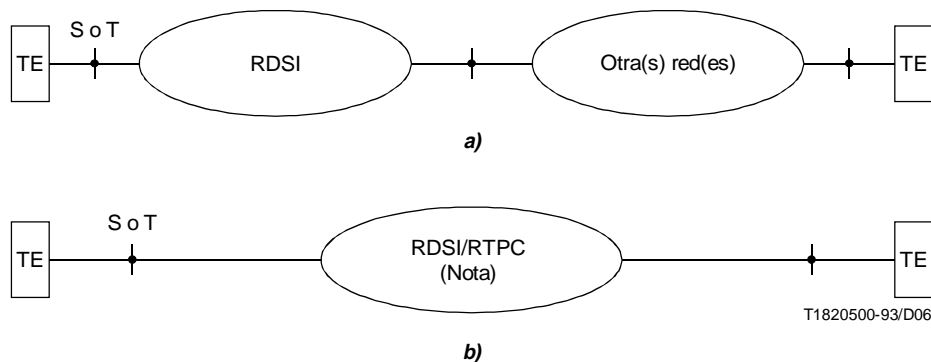 S o T
TE
RDSI
Otra(s) red(es)
TE
a)
S o T
TE
RDSI/RTPC
(Nota)
TE
T1820500-93/D06
b)